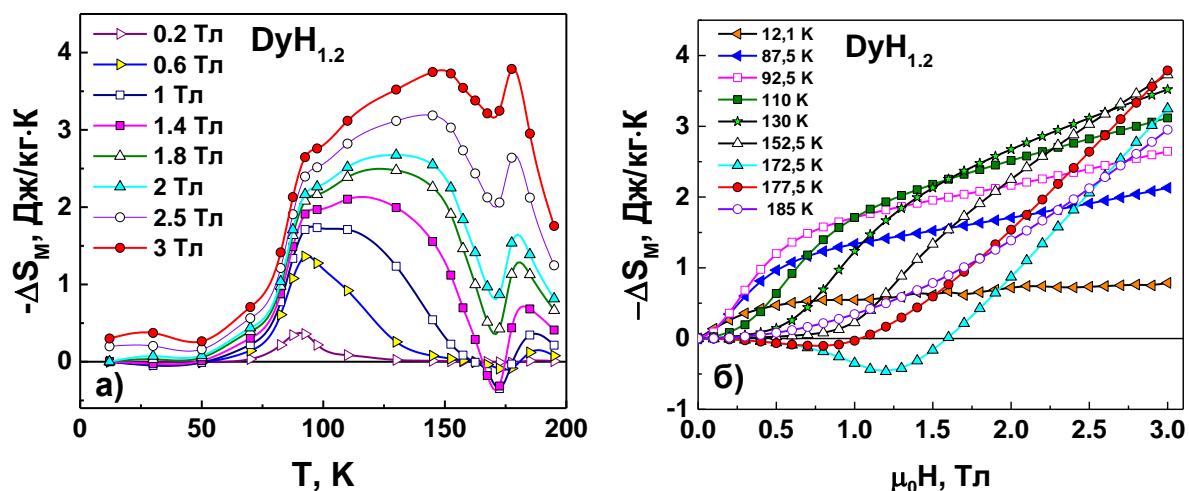 DyH1.2
0.2 Тл
0.6 Тл
1 Тл
1.4 Тл
1.8 Тл
2 Тл
2.5 Тл
3 Тл
-ΔSM, Дж/кг·К
4
3
2
1
0
а)
0 50 100 150 200
T, K
DyH1.2
12,1 K
87,5 K
92,5 K
110 K
130 K
152,5 K
172,5 K
177,5 K
185 K
–ΔSM, Дж/кг·К
4
3
2
1
0
-1
б)
0.0 0.5 1.0 1.5 2.0 2.5 3.0
μ0H, Тл